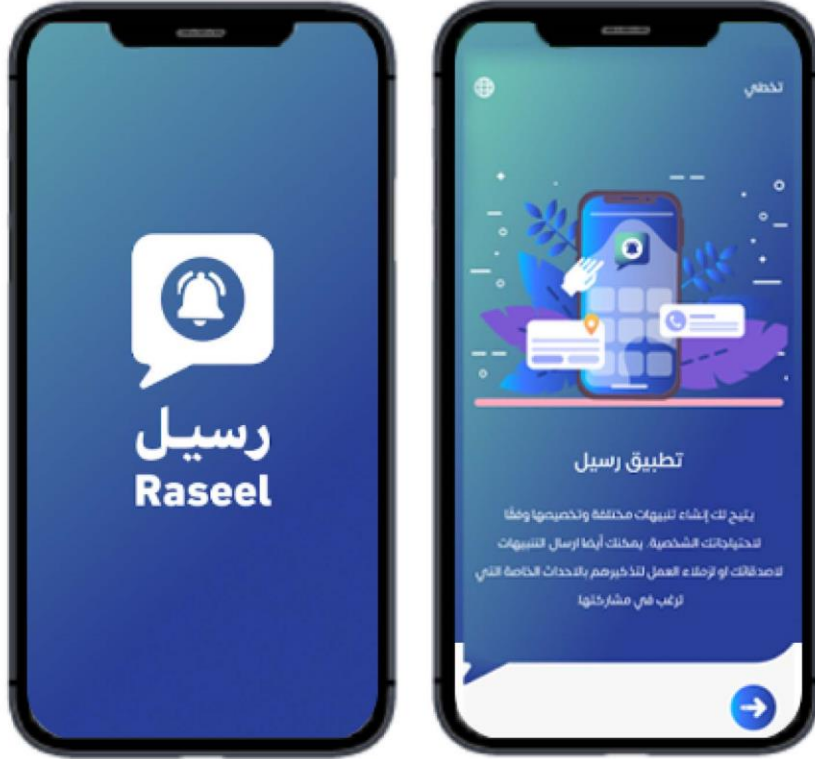 رسيل
Raseel
تخطي
تطبيق رسيل
يتيح لك إنشاء تنبيهات مختلفة وتخصيصها وفقًا
لاحتياجاتك الشخصية. يمكنك أيضا ارسال التنبيهات
لاصدقائك او لزملاء العمل لتذكيرهم بالاحداث الخاصة التي
ترغب في مشاركتها